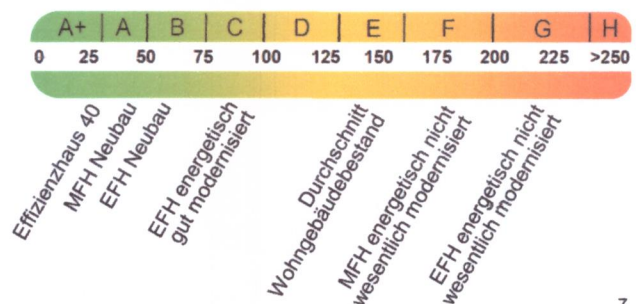 A+ A B C D E F G H
0 25 50 75 100 125 150 175 200 225 >250
Effizienzhaus 40
MFH Neubau
EFH Neubau
EFH energetisch
gut modernisiert
Durchschnitt
Wohngebäudebestand
MFH energetisch nicht
wesentlich modernisiert
EFH energetisch nicht
wesentlich modernisiert